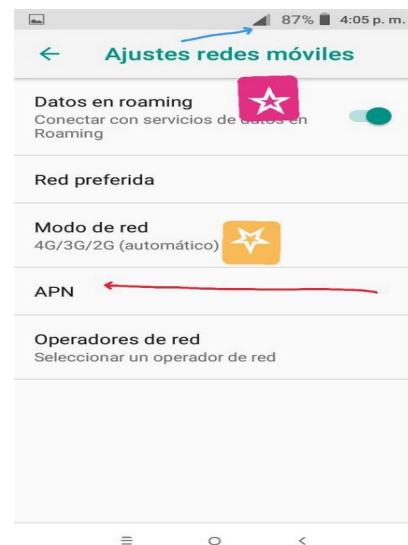 87% 4:05 p. m.
Ajustes redes móviles
Datos en roaming
Conectar con servicios de datos en
Roaming
Red preferida
Modo de red
4G/3G/2G (automático)
APN
Operadores de red
Seleccionar un operador de red